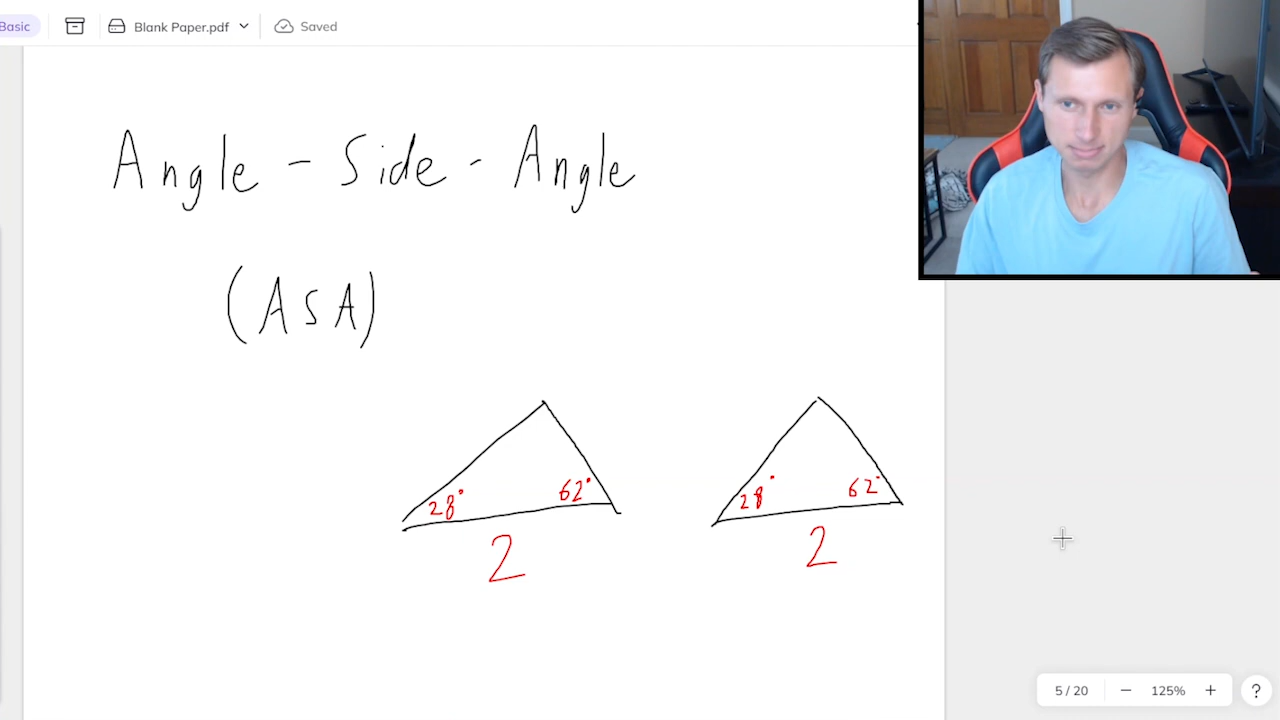 Basic Blank Paper.pdf Saved
Angle - Side - Angle
(ASA)
28° 62° 28° 62°
2 2
5 / 20 − 125% + ?